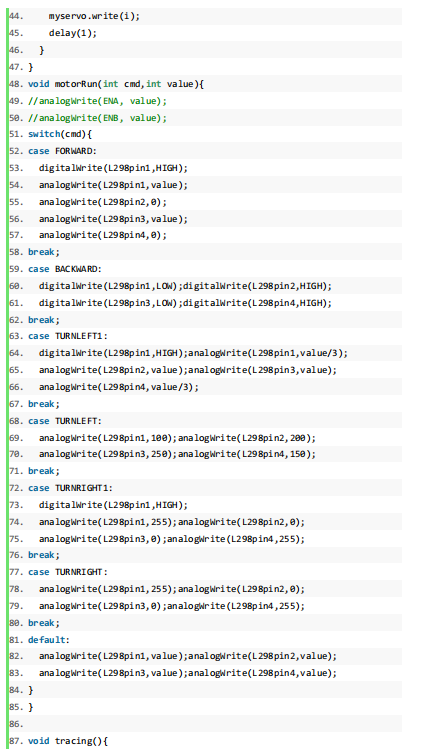 44. myservo.write(i);
45. delay(1);
46. }
47. }
48. void motorRun(int cmd,int value){
49. //analogWrite(ENA, value);
50. //analogWrite(ENB, value);
51. switch(cmd){
52. case FORWARD:
53. digitalWrite(L298pin1,HIGH);
54. analogWrite(L298pin1,value);
55. analogWrite(L298pin2,0);
56. analogWrite(L298pin3,value);
57. analogWrite(L298pin4,0);
58. break;
59. case BACKWARD:
60. digitalWrite(L298pin1,LOW);digitalWrite(L298pin2,HIGH);
61. digitalWrite(L298pin3,LOW);digitalWrite(L298pin4,HIGH);
62. break;
63. case TURNLEFT1:
64. digitalWrite(L298pin1,HIGH);analogWrite(L298pin1,value/3);
65. analogWrite(L298pin2,value);analogWrite(L298pin3,value);
66. analogWrite(L298pin4,value/3);
67. break;
68. case TURNLEFT:
69. analogWrite(L298pin1,100);analogWrite(L298pin2,200);
70. analogWrite(L298pin3,250);analogWrite(L298pin4,150);
71. break;
72. case TURNRIGHT1:
73. digitalWrite(L298pin1,HIGH);
74. analogWrite(L298pin1,255);analogWrite(L298pin2,0);
75. analogWrite(L298pin3,0);analogWrite(L298pin4,255);
76. break;
77. case TURNRIGHT:
78. analogWrite(L298pin1,255);analogWrite(L298pin2,0);
79. analogWrite(L298pin3,0);analogWrite(L298pin4,255);
80. break;
81. default:
82. analogWrite(L298pin1,value);analogWrite(L298pin2,value);
83. analogWrite(L298pin3,value);analogWrite(L298pin4,value);
84. }
85. }
86.
87. void tracing(){